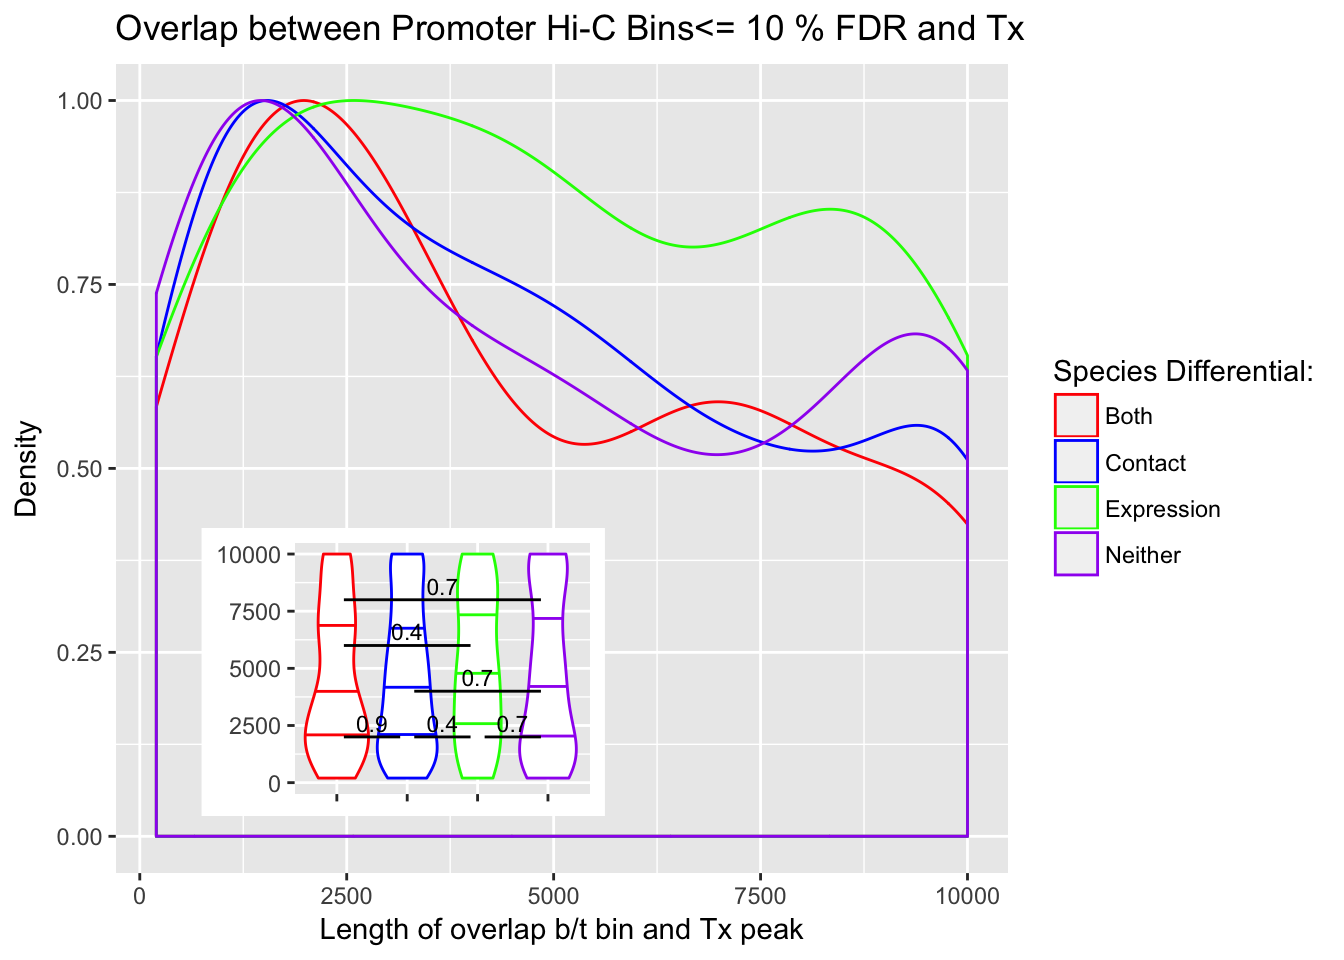 Overlap between Promoter Hi-C Bins<= 10 % FDR and Tx
1.00
0.75
0.50
0.25
0.00
Density
10000
7500
5000
2500
0
0.7
0.4
0.7
0.9 0.4 0.7
0 2500 5000 7500 10000
Length of overlap b/t bin and Tx peak
Species Differential:
Both
Contact
Expression
Neither